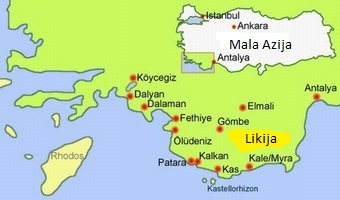 Istanbul
Ankara
Mala Azija
Antalya
Köycegiz
Dalyan
Dalaman
Antalya
Elmali
Fethiye
Gömbe
Ölüdeniz
Likija
Rhodos
Patara
Kalkan
Kale/Myra
Kas
Kastellorhizon